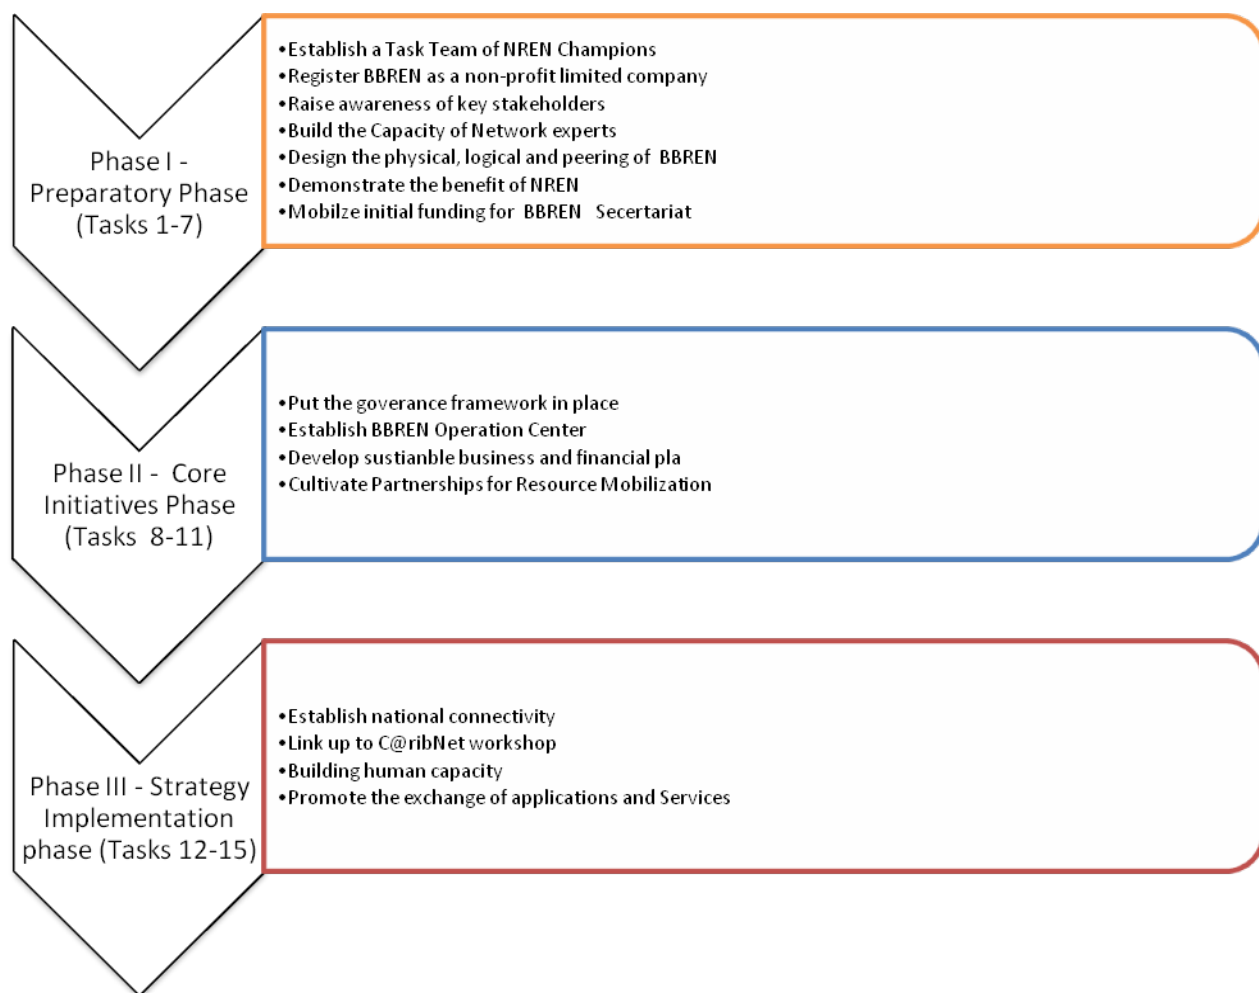 Phase I -
Preparatory Phase
(Tasks 1-7)
•Establish a Task Team of NREN Champions
•Register BBREN as a non-profit limited company
•Raise awareness of key stakeholders
•Build the Capacity of Network experts
•Design the physical, logical and peering of BBREN
•Demonstrate the benefit of NREN
•Mobilze initial funding for BBREN Secertariat
Phase II - Core
Initiatives Phase
(Tasks 8-11)
•Put the goverance framework in place
•Establish BBREN Operation Center
•Develop sustianble business and financial pla
•Cultivate Partnerships for Resource Mobilization
Phase III - Strategy
Implementation
phase (Tasks 12-15)
•Establish national connectivity
•Link up to C@ribNet workshop
•Building human capacity
•Promote the exchange of applications and Services